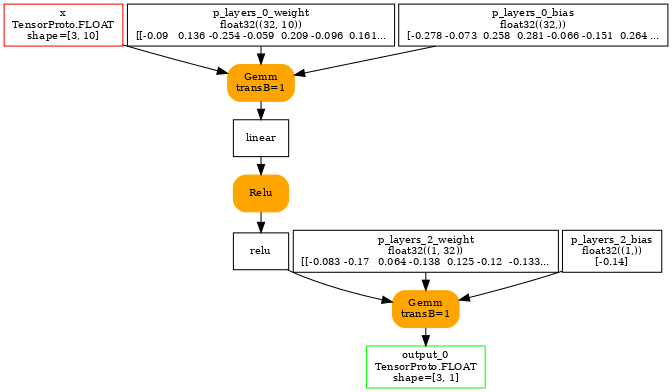 x
TensorProto.FLOAT
shape=[3, 10]
p_layers_0_weight
float32((32, 10))
[[-0.09 0.136 -0.254 -0.059 0.209 -0.096 0.161...
p_layers_0_bias
float32((32,))
[-0.278 -0.073 0.258 0.281 -0.066 -0.151 0.264 ...
Gemm
transB=1
linear
Relu
relu
p_layers_2_weight
float32((1, 32))
[[-0.083 -0.17 0.064 -0.138 0.125 -0.12 -0.133...
p_layers_2_bias
float32((1,))
[-0.14]
Gemm
transB=1
output_0
TensorProto.FLOAT
shape=[3, 1]